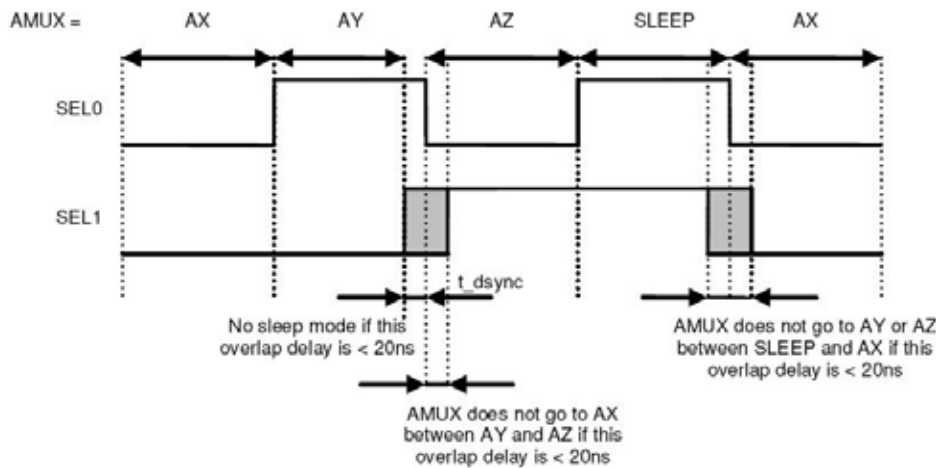 AMUX = AX AY AZ SLEEP AX
SEL0
SEL1
t_dsync
No sleep mode if this
overlap delay is < 20ns
AMUX does not go to AY or AZ
between SLEEP and AX if this
overlap delay is < 20ns
AMUX does not go to AX
between AY and AZ if this
overlap delay is < 20ns